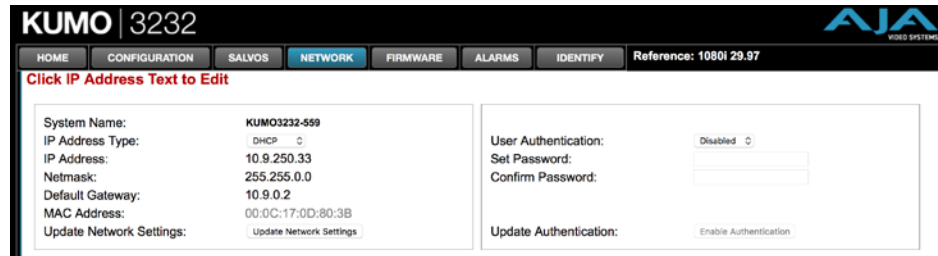 KUMO | 3232
AJA
VIDEO SYSTEMS
HOME CONFIGURATION SALVOS NETWORK FIRMWARE ALARMS IDENTIFY Reference: 1080i 29.97
Click IP Address Text to Edit
System Name: KUMO3232-559
IP Address Type: DHCP
IP Address: 10.9.250.33
Netmask: 255.255.0.0
Default Gateway: 10.9.0.2
MAC Address: 00:0C:17:0D:80:3B
Update Network Settings: Update Network Settings
User Authentication: Disabled
Set Password:
Confirm Password:
Update Authentication: Enable Authentication